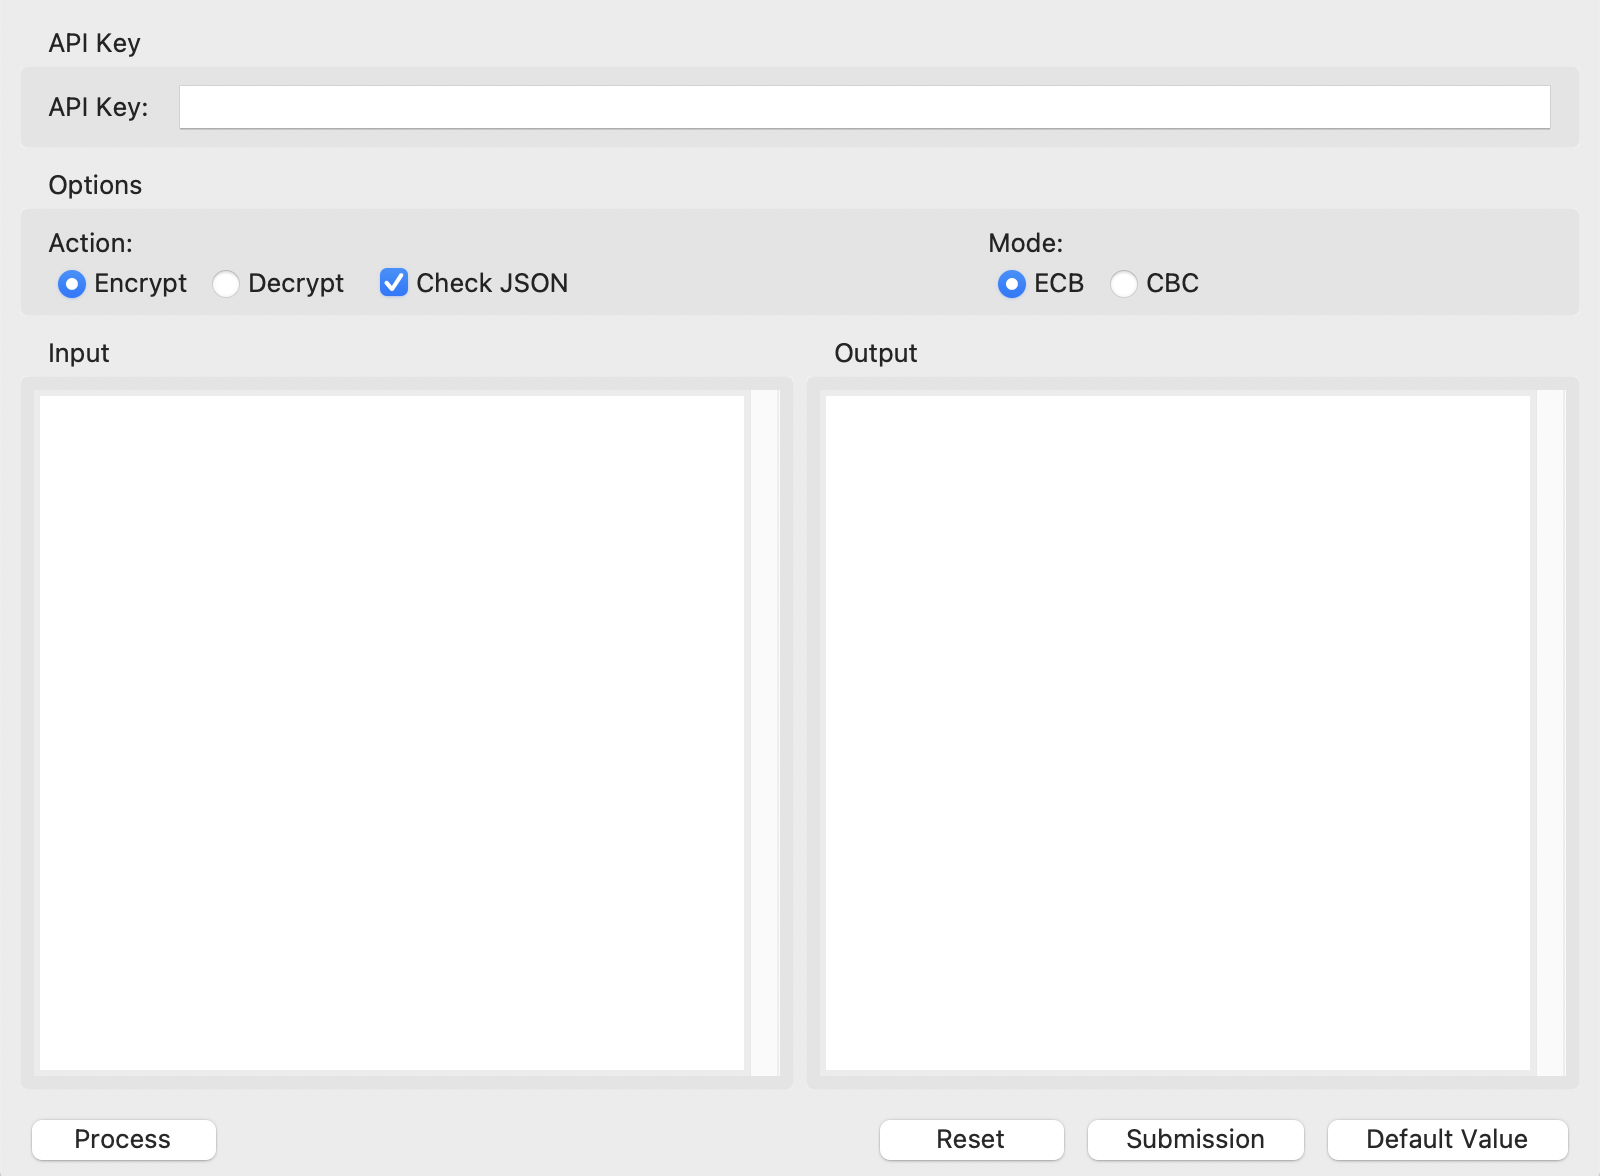 API Key
API Key:
Options
Action:
Mode:
Encrypt Decrypt Check JSON
ECB CBC
Input
Output
Process
Reset
Submission
Default Value